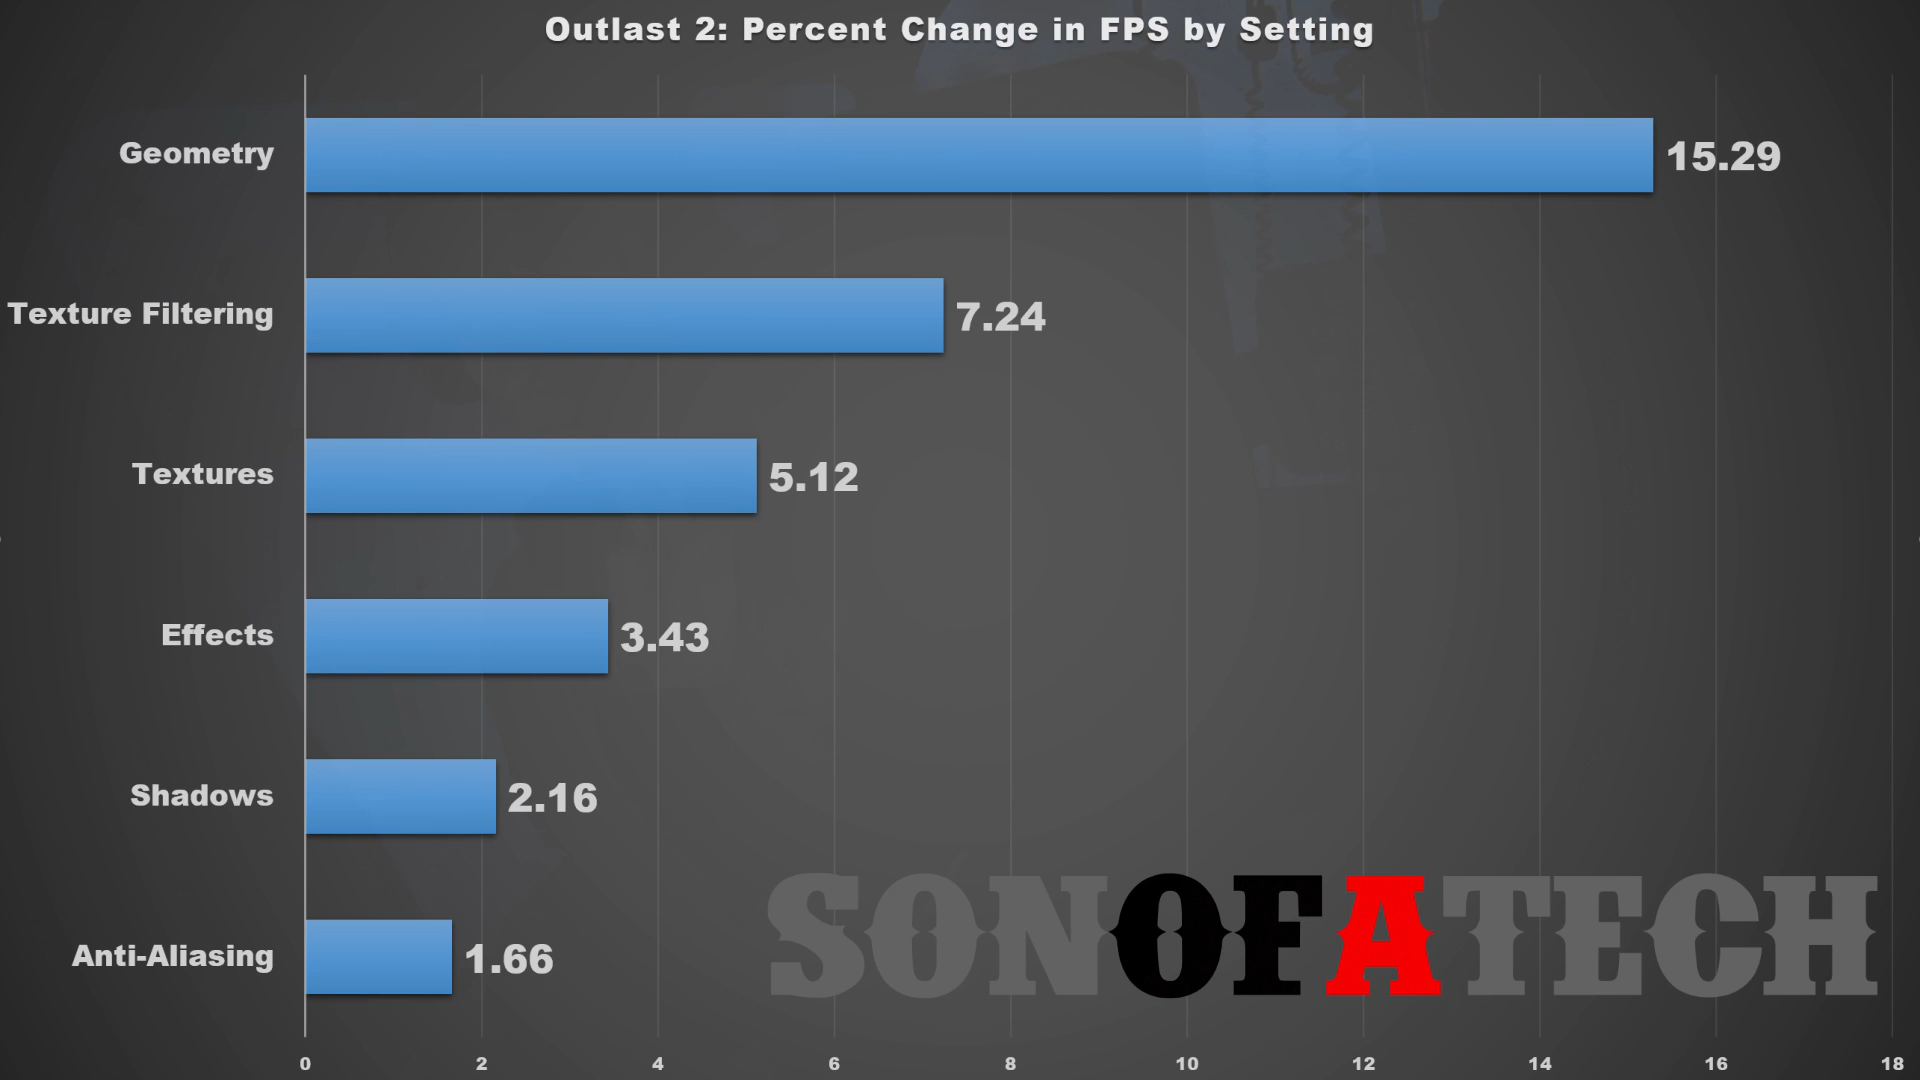 Outlast 2: Percent Change in FPS by Setting
Geometry 15.29
Texture Filtering 7.24
Textures 5.12
Effects 3.43
Shadows 2.16
Anti-Aliasing 1.66
SONOFATECH
0 2 4 6 8 10 12 14 16 18